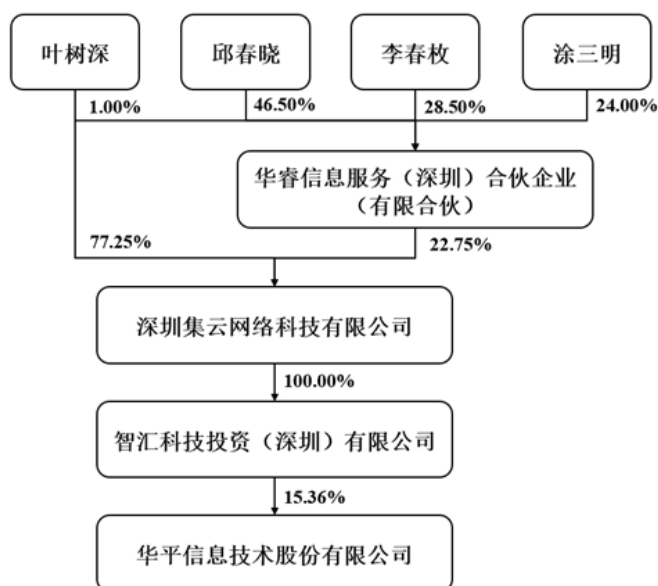 叶树深
邱春晓
李春枚
涂三明
1.00%
46.50%
28.50%
24.00%
华睿信息服务（深圳）合伙企业
（有限合伙）
77.25%
22.75%
深圳集云网络科技有限公司
100.00%
智汇科技投资（深圳）有限公司
15.36%
华平信息技术股份有限公司